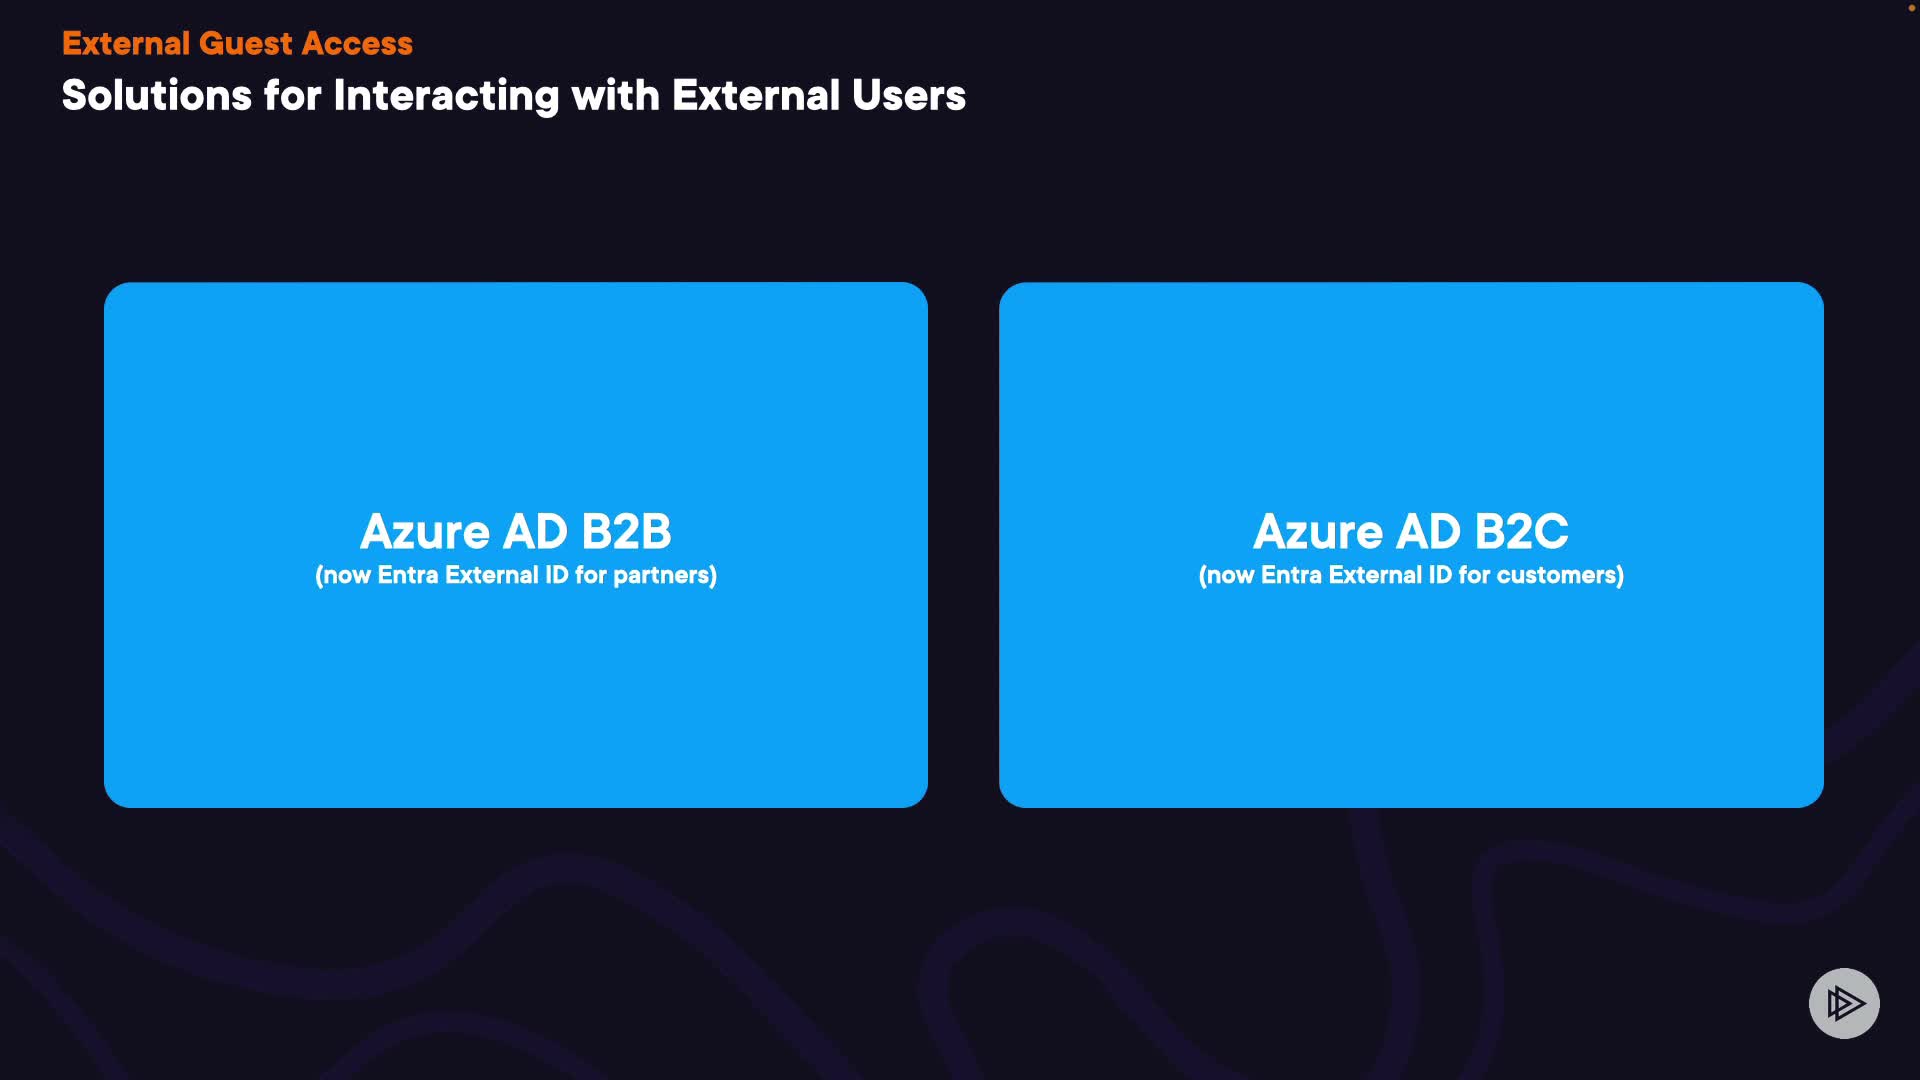 External Guest Access
Solutions for Interacting with External Users
Azure AD B2B
(now Entra External ID for partners)
Azure AD B2C
(now Entra External ID for customers)